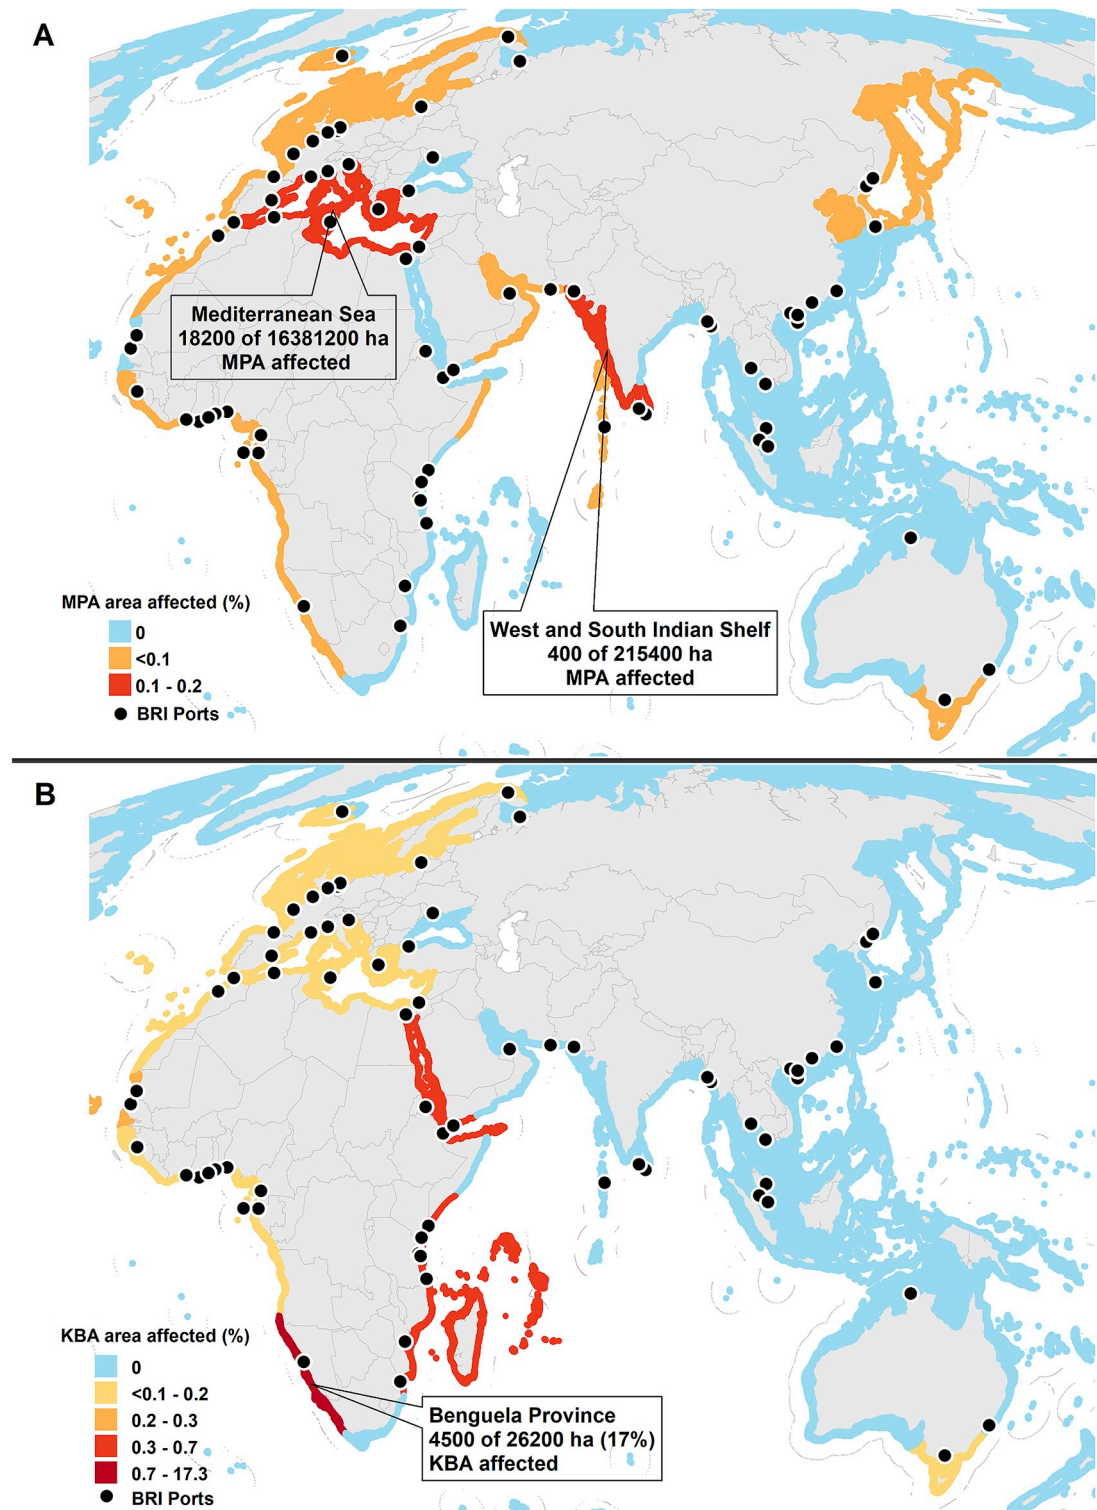 A
Mediterranean Sea
18200 of 16381200 ha
MPA affected
MPA area affected (%)
0
<0.1
0.1 - 0.2
BRI Ports
West and South Indian Shelf
400 of 215400 ha
MPA affected
B
KBA area affected (%)
0
<0.1 - 0.2
0.2 - 0.3
0.3 - 0.7
0.7 - 17.3
BRI Ports
Benguela Province
4500 of 26200 ha (17%)
KBA affected